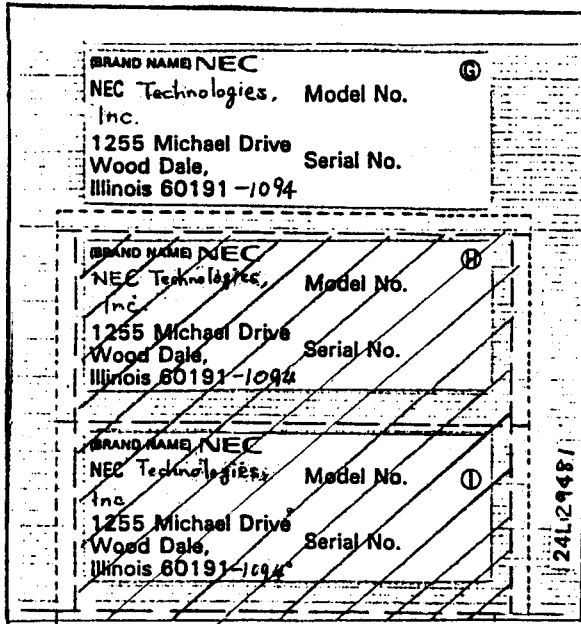 (BRAND NAME) NEC Ⓖ
NEC Technologies, Model No.
Inc.
1255 Michael Drive
Wood Dale, Serial No.
Illinois 60191-1094
(BRAND NAME) NEC Ⓗ
NEC Technologies, Model No.
Inc.
1255 Michael Drive
Wood Dale, Serial No.
Illinois 60191-1094
(BRAND NAME) NEC
NEC Technologies, Model No. Ⓘ
Inc
1255 Michael Drive
Wood Dale, Serial No.
Illinois 60191-1094
24L29481